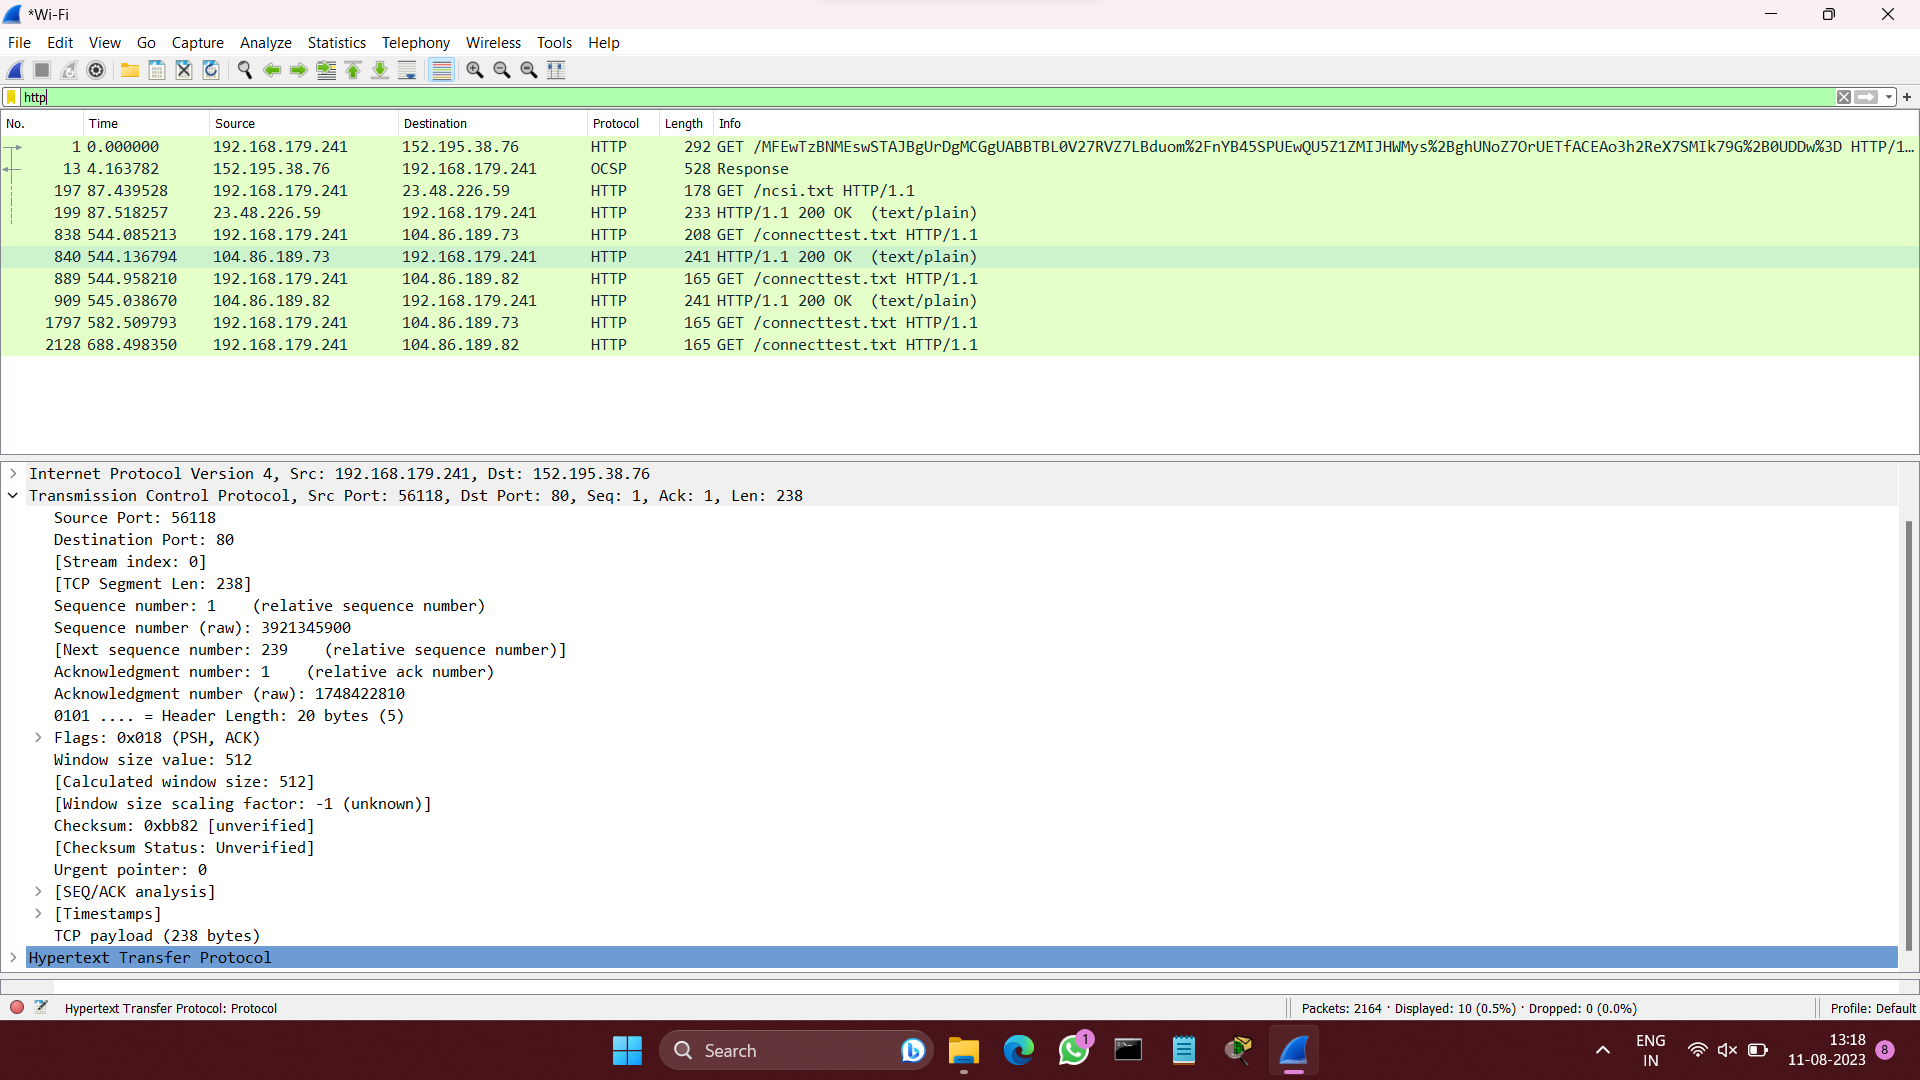 *Wi-Fi
File Edit View Go Capture Analyze Statistics Telephony Wireless Tools Help
http
No. Time Source Destination Protocol Length Info
1 0.000000 192.168.179.241 152.195.38.76 HTTP 292 GET /MFEwTzBNMEswSTAJBgUrDgMCGgUABBTBL0V27RVZ7LBduom%2FnYB45SPUEwQU5Z1ZMIJHWMys%2BghUNoZ7OrUETfACEAo3h2ReX7SMIk79G%2B0UDDw%3D HTTP/1...
13 4.163782 152.195.38.76 192.168.179.241 OCSP 528 Response
197 87.439528 192.168.179.241 23.48.226.59 HTTP 178 GET /ncsi.txt HTTP/1.1
199 87.518257 23.48.226.59 192.168.179.241 HTTP 233 HTTP/1.1 200 OK (text/plain)
838 544.085213 192.168.179.241 104.86.189.73 HTTP 208 GET /connecttest.txt HTTP/1.1
840 544.136794 104.86.189.73 192.168.179.241 HTTP 241 HTTP/1.1 200 OK (text/plain)
889 544.958210 192.168.179.241 104.86.189.82 HTTP 165 GET /connecttest.txt HTTP/1.1
909 545.038670 104.86.189.82 192.168.179.241 HTTP 241 HTTP/1.1 200 OK (text/plain)
1797 582.509793 192.168.179.241 104.86.189.73 HTTP 165 GET /connecttest.txt HTTP/1.1
2128 688.498350 192.168.179.241 104.86.189.82 HTTP 165 GET /connecttest.txt HTTP/1.1
Internet Protocol Version 4, Src: 192.168.179.241, Dst: 152.195.38.76
Transmission Control Protocol, Src Port: 56118, Dst Port: 80, Seq: 1, Ack: 1, Len: 238
Source Port: 56118
Destination Port: 80
[Stream index: 0]
[TCP Segment Len: 238]
Sequence number: 1 (relative sequence number)
Sequence number (raw): 3921345900
[Next sequence number: 239 (relative sequence number)]
Acknowledgment number: 1 (relative ack number)
Acknowledgment number (raw): 1748422810
0101 .... = Header Length: 20 bytes (5)
Flags: 0x018 (PSH, ACK)
Window size value: 512
[Calculated window size: 512]
[Window size scaling factor: -1 (unknown)]
Checksum: 0xbb82 [unverified]
[Checksum Status: Unverified]
Urgent pointer: 0
[SEQ/ACK analysis]
[Timestamps]
TCP payload (238 bytes)
Hypertext Transfer Protocol
Hypertext Transfer Protocol: Protocol
Packets: 2164 · Displayed: 10 (0.5%) · Dropped: 0 (0.0%)
Profile: Default
Search
1
ENG
IN
13:18
11-08-2023
8